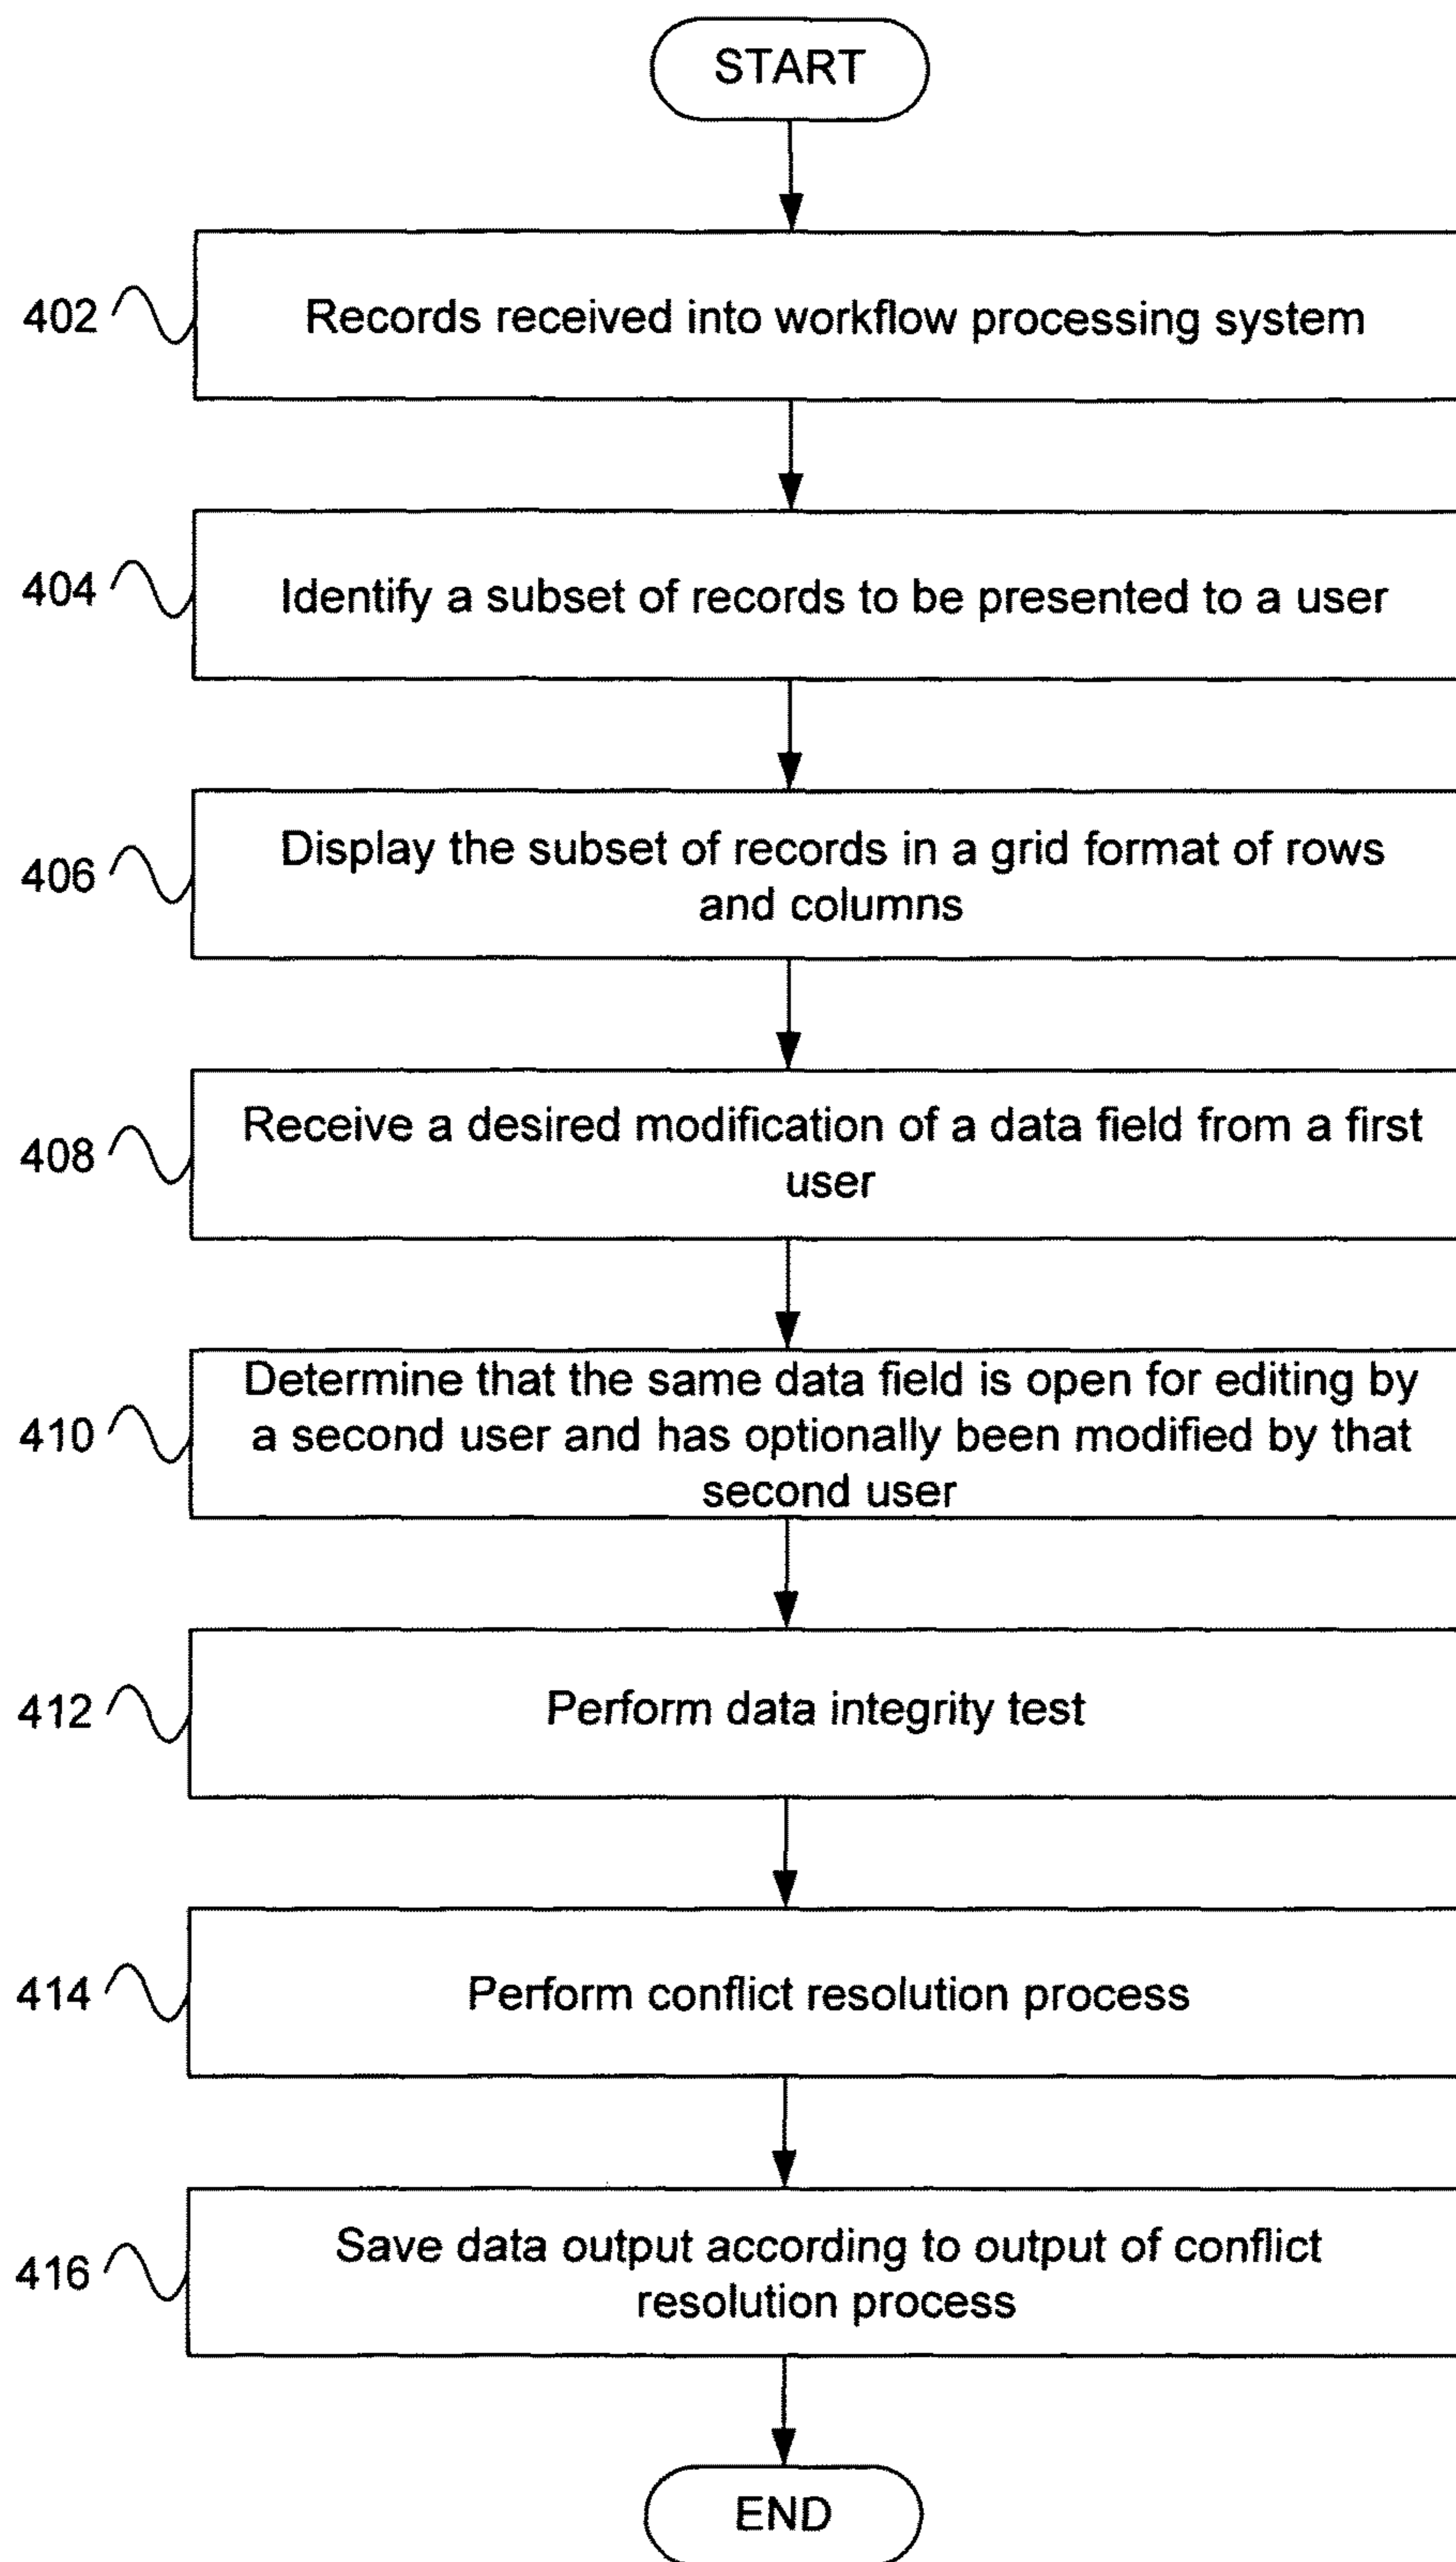 START
402
Records received into workflow processing system
404
Identify a subset of records to be presented to a user
406
Display the subset of records in a grid format of rows
and columns
408
Receive a desired modification of a data field from a first
user
410
Determine that the same data field is open for editing by
a second user and has optionally been modified by that
second user
412
Perform data integrity test
414
Perform conflict resolution process
416
Save data output according to output of conflict
resolution process
END